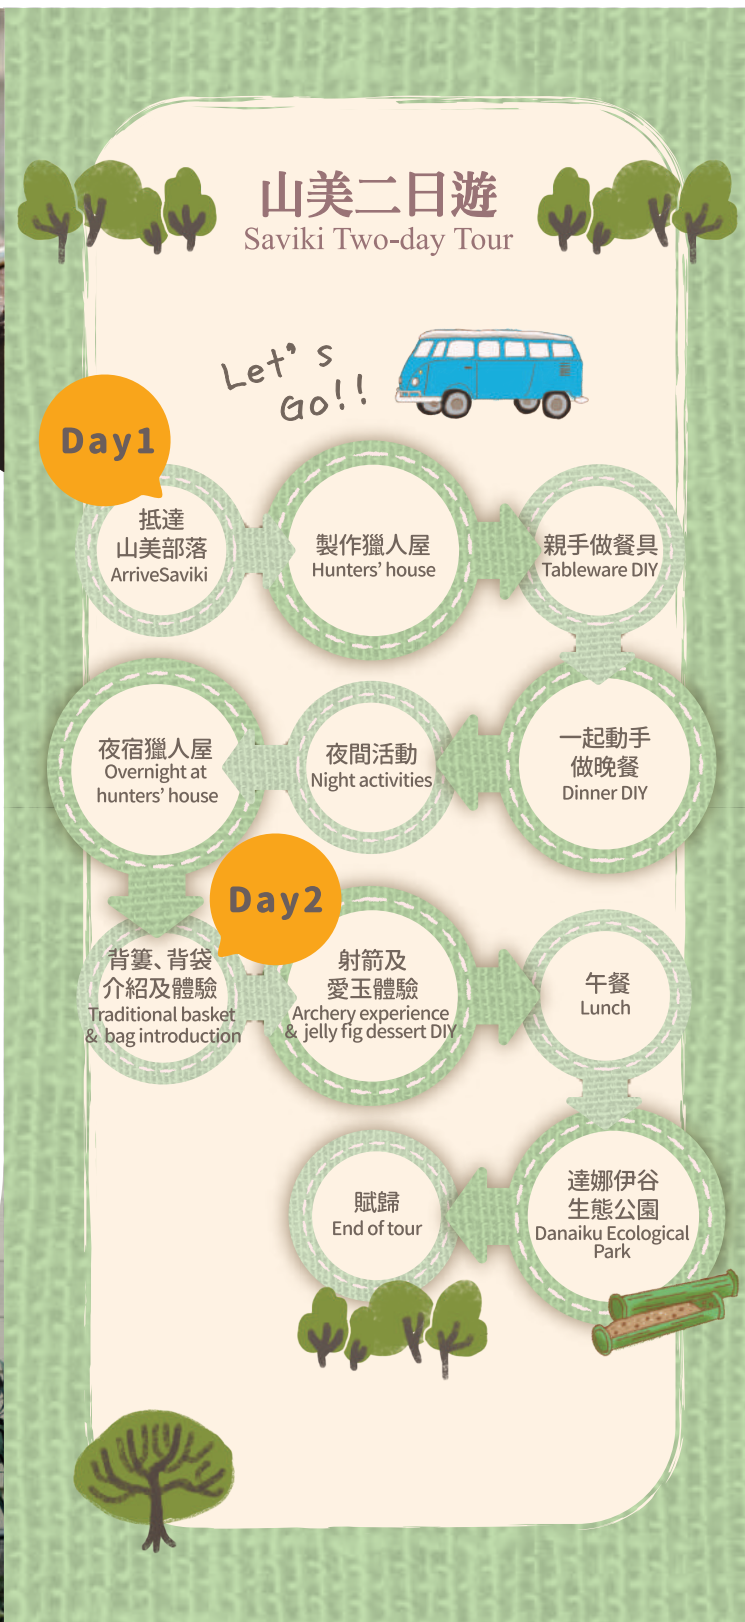 山美二日遊
Saviki Two-day Tour
Let's
Go!!
Day1
抵達
山美部落
ArriveSaviki
製作獵人屋
Hunters' house
親手做餐具
Tableware DIY
一起動手
做晚餐
Dinner DIY
夜間活動
Night activities
夜宿獵人屋
Overnight at
hunters' house
Day2
背簍、背袋
介紹及體驗
Traditional basket
& bag introduction
射箭及
愛玉體驗
Archery experience
& jelly fig dessert DIY
午餐
Lunch
達娜伊谷
生態公園
Danaiku Ecological
Park
賦歸
End of tour